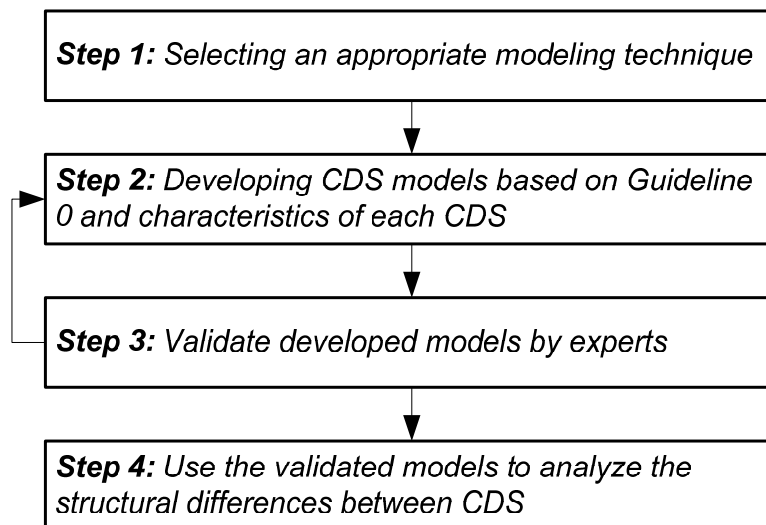 Step 1: Selecting an appropriate modeling technique
Step 2: Developing CDS models based on Guideline
0 and characteristics of each CDS
Step 3: Validate developed models by experts
Step 4: Use the validated models to analyze the
structural differences between CDS